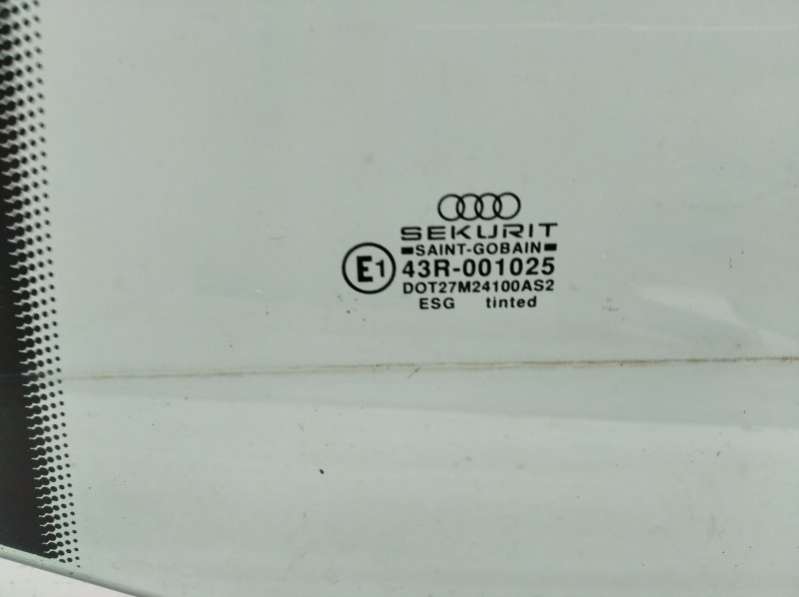 SEKURIT
SAINT-GOBAIN
E1 43R-001025
DOT27M24100AS2
ESG tinted